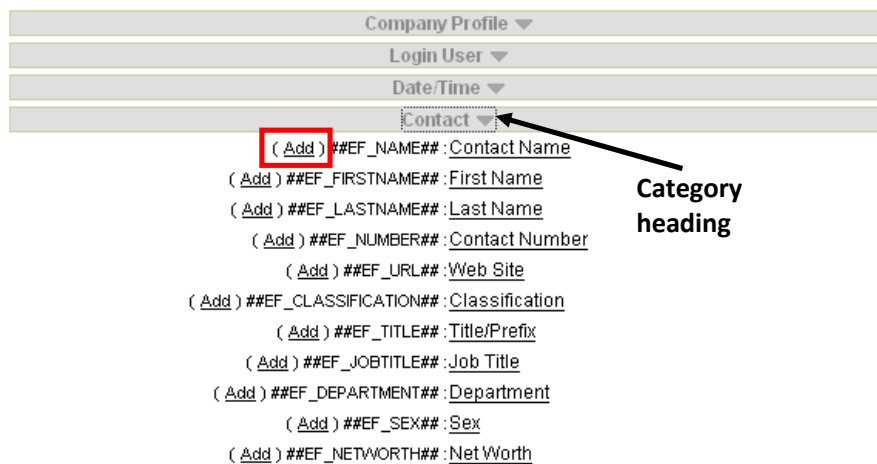 Company Profile
Login User
Date/Time
Contact
( Add ) ##EF_NAME## : Contact Name
( Add ) ##EF_FIRSTNAME## : First Name
( Add ) ##EF_LASTNAME## : Last Name
( Add ) ##EF_NUMBER## : Contact Number
( Add ) ##EF_URL## : Web Site
( Add ) ##EF_CLASSIFICATION## : Classification
( Add ) ##EF_TITLE## : Title/Prefix
( Add ) ##EF_JOBTITLE## : Job Title
( Add ) ##EF_DEPARTMENT## : Department
( Add ) ##EF_SEX## : Sex
( Add ) ##EF_NETWORTH## : Net Worth
Category
heading